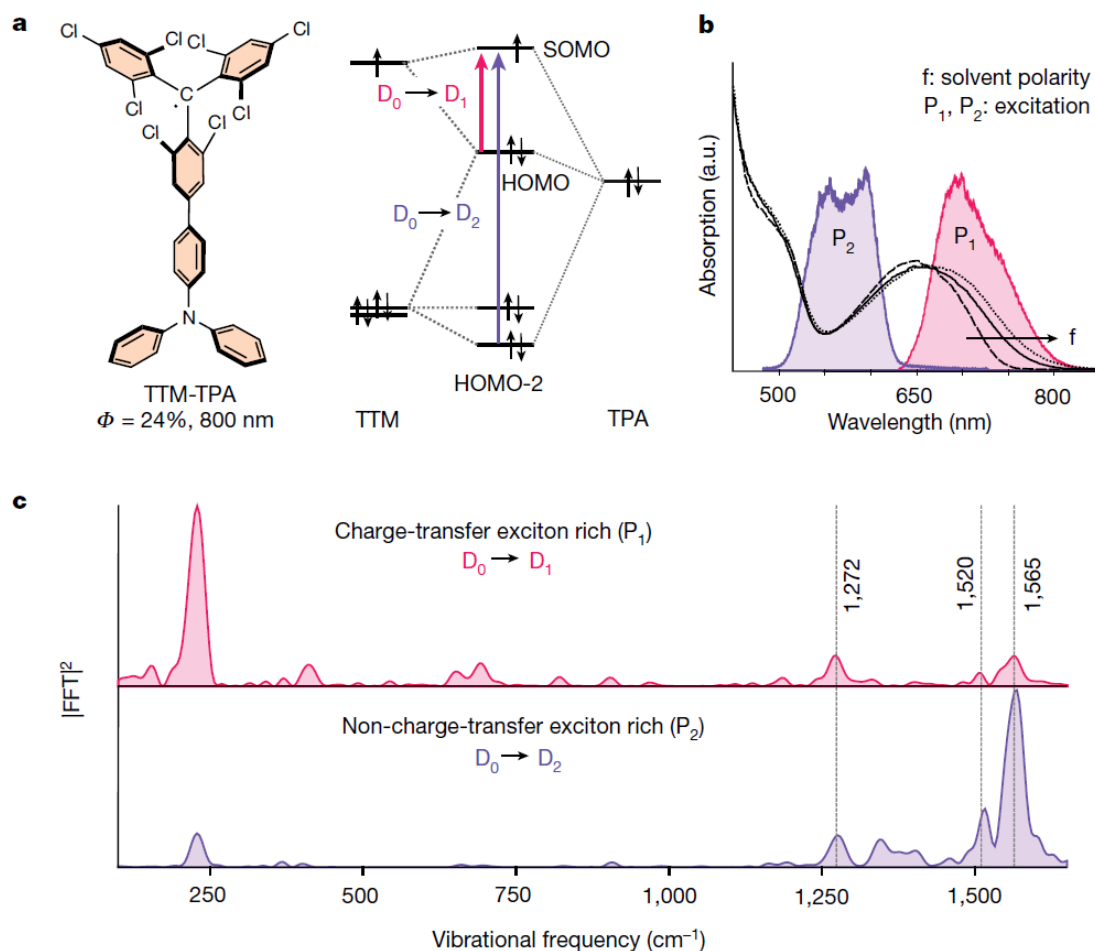 a
Cl
Cl
Cl
Cl
Cl
Cl
C
·
Cl
Cl
N
TTM-TPA
Φ = 24%, 800 nm
SOMO
D0 → D1
HOMO
D0 → D2
HOMO-2
TTM
TPA
b
f: solvent polarity
P1, P2: excitation
Absorption (a.u.)
P2
P1
f
500
650
800
Wavelength (nm)
c
Charge-transfer exciton rich (P1)
D0 → D1
1,272
1,520
1,565
|FFT|²
Non-charge-transfer exciton rich (P2)
D0 → D2
250
500
750
1,000
1,250
1,500
Vibrational frequency (cm⁻¹)